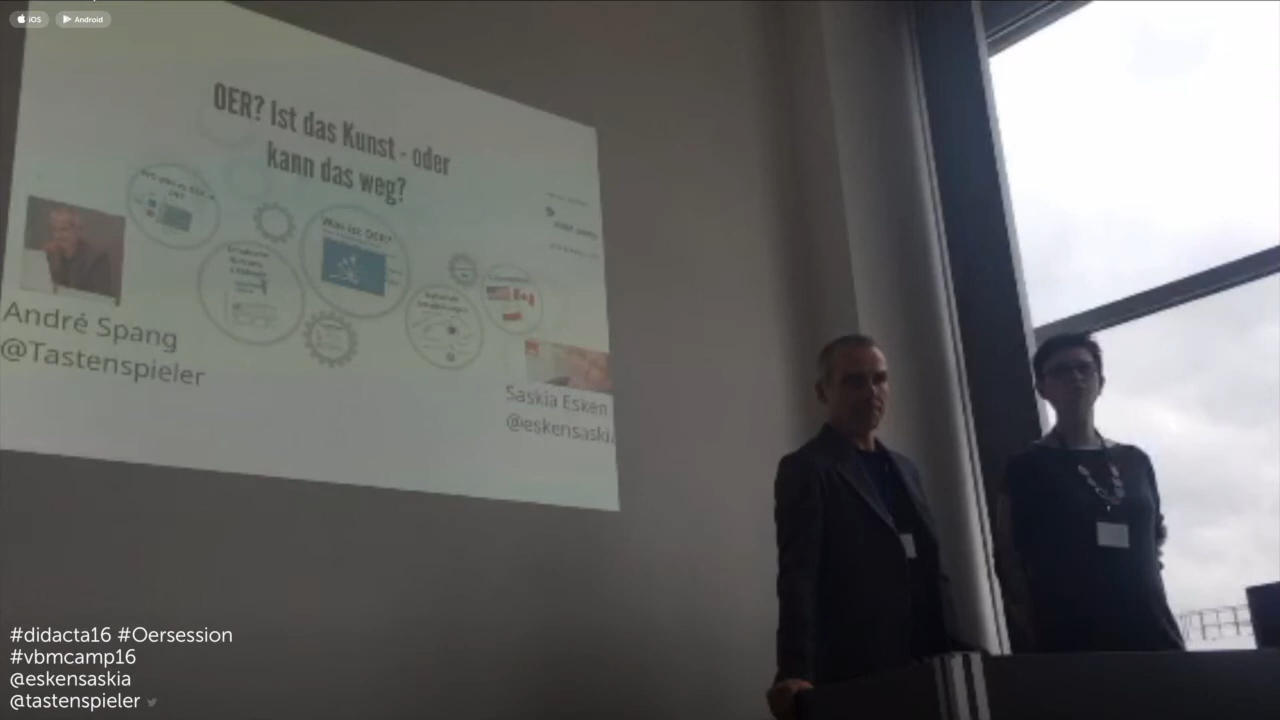 iOS
Android
OER? Ist das Kunst - oder
kann das weg?
Was ist OER?
André Spang
@Tastenspieler
Saskia Esken
@eskensaskia
#didacta16 #Oersession
#vbmcamp16
@eskensaskia
@tastenspieler